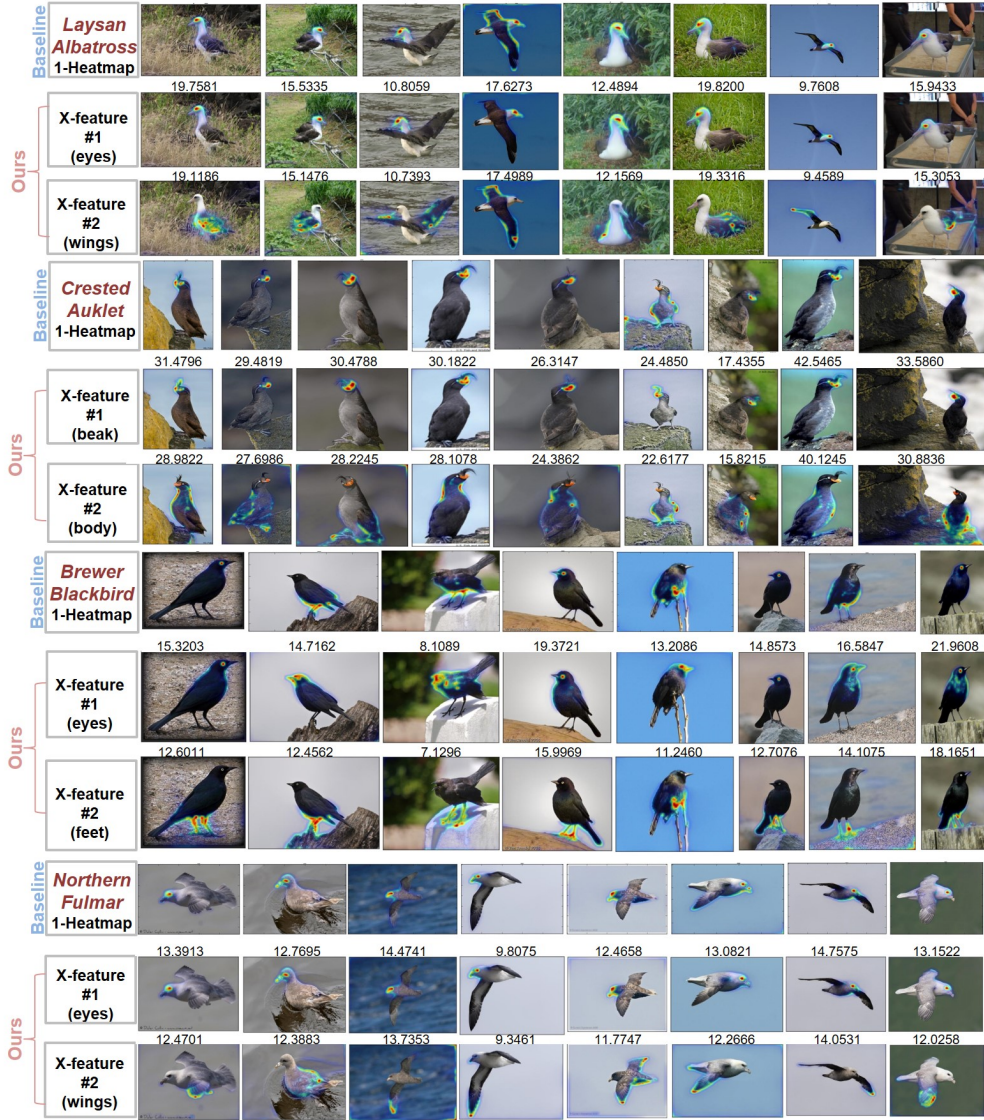 Baseline
Laysan
Albatross
1-Heatmap
19.7581 15.5335 10.8059 17.6273 12.4894 19.8200 9.7608 15.9433
Ours
X-feature
#1
(eyes)
19.1186 15.1476 10.7393 17.4989 12.1569 19.3316 9.4589 15.3053
X-feature
#2
(wings)
Baseline
Crested
Auklet
1-Heatmap
31.4796 29.4819 30.4788 30.1822 26.3147 24.4850 17.4355 42.5465 33.5860
Ours
X-feature
#1
(beak)
28.9822 27.6986 28.2245 28.1078 24.3862 22.6177 15.8215 40.1245 30.8836
X-feature
#2
(body)
Baseline
Brewer
Blackbird
1-Heatmap
15.3203 14.7162 8.1089 19.3721 13.2086 14.8573 16.5847 21.9608
Ours
X-feature
#1
(eyes)
12.6011 12.4562 7.1296 15.9969 11.2460 12.7076 14.1075 18.1651
X-feature
#2
(feet)
Baseline
Northern
Fulmar
1-Heatmap
13.3913 12.7695 14.4741 9.8075 12.4658 13.0821 14.7575 13.1522
Ours
X-feature
#1
(eyes)
12.4701 12.3883 13.7353 9.3461 11.7747 12.2666 14.0531 12.0258
X-feature
#2
(wings)